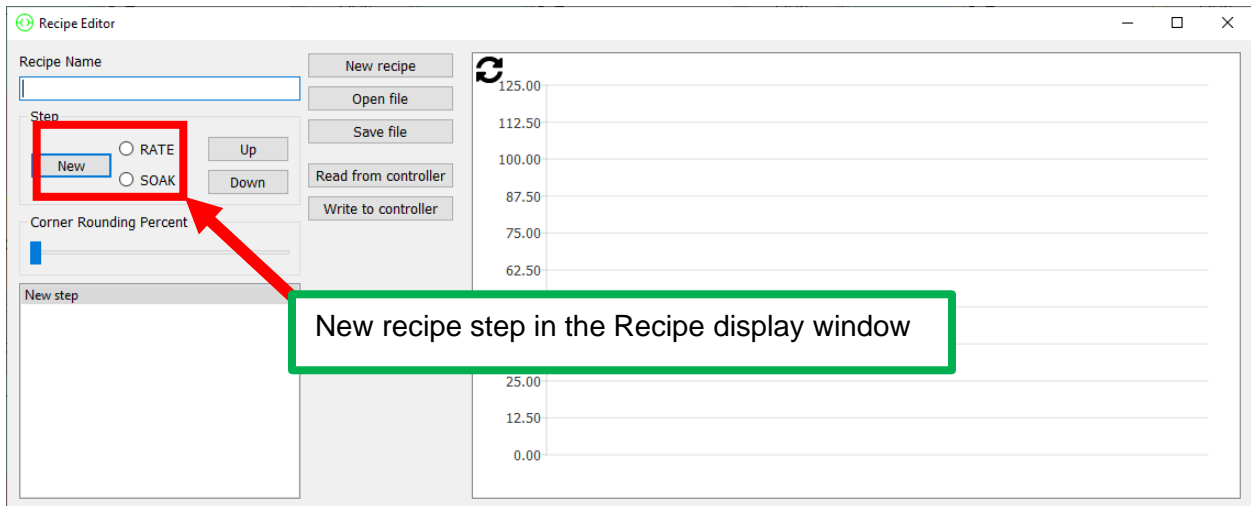 Recipe Editor
Recipe Name
Step
New
RATE
SOAK
Up
Down
Corner Rounding Percent
New step
New recipe
Open file
Save file
Read from controller
Write to controller
125.00
112.50
100.00
87.50
75.00
62.50
25.00
12.50
0.00
New recipe step in the Recipe display window